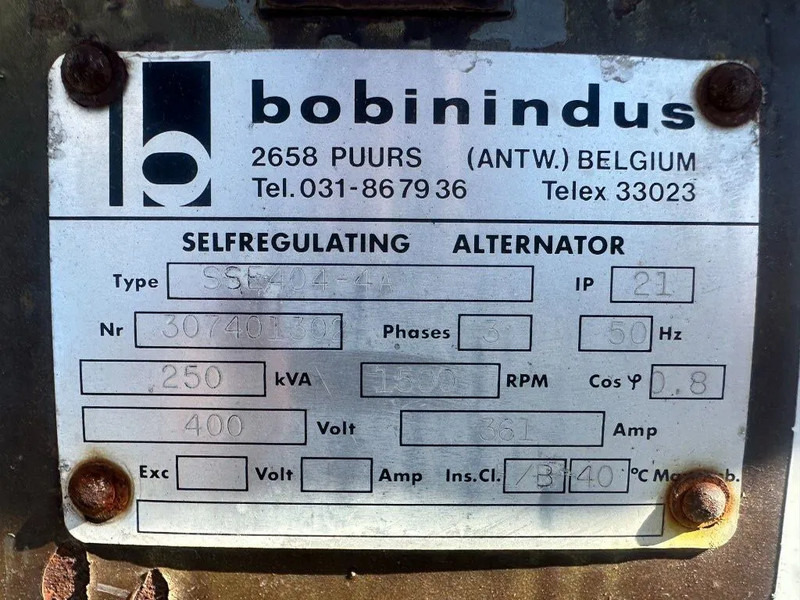 b bobinindus
2658 PUURS (ANTW.) BELGIUM
Tel. 031-86 79 36 Telex 33023
SELFREGULATING ALTERNATOR
Type SSE404-4A IP 21
Nr Phases 3 50 Hz
250 kVA 1500 RPM Cos φ 0.8
400 Volt 361 Amp
Exc Volt Amp Ins.Cl. /B 40 °C